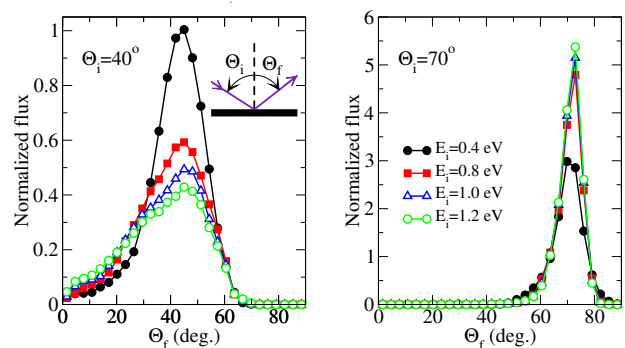 Θi=40°
Θi
Θf
Normalized flux
1
0.8
0.6
0.4
0.2
0
0 20 40 60 80
Θf (deg.)
Θi=70°
Normalized flux
6
5
4
3
2
1
0
Ei=0.4 eV
Ei=0.8 eV
Ei=1.0 eV
Ei=1.2 eV
0 20 40 60 80
Θf (deg.)